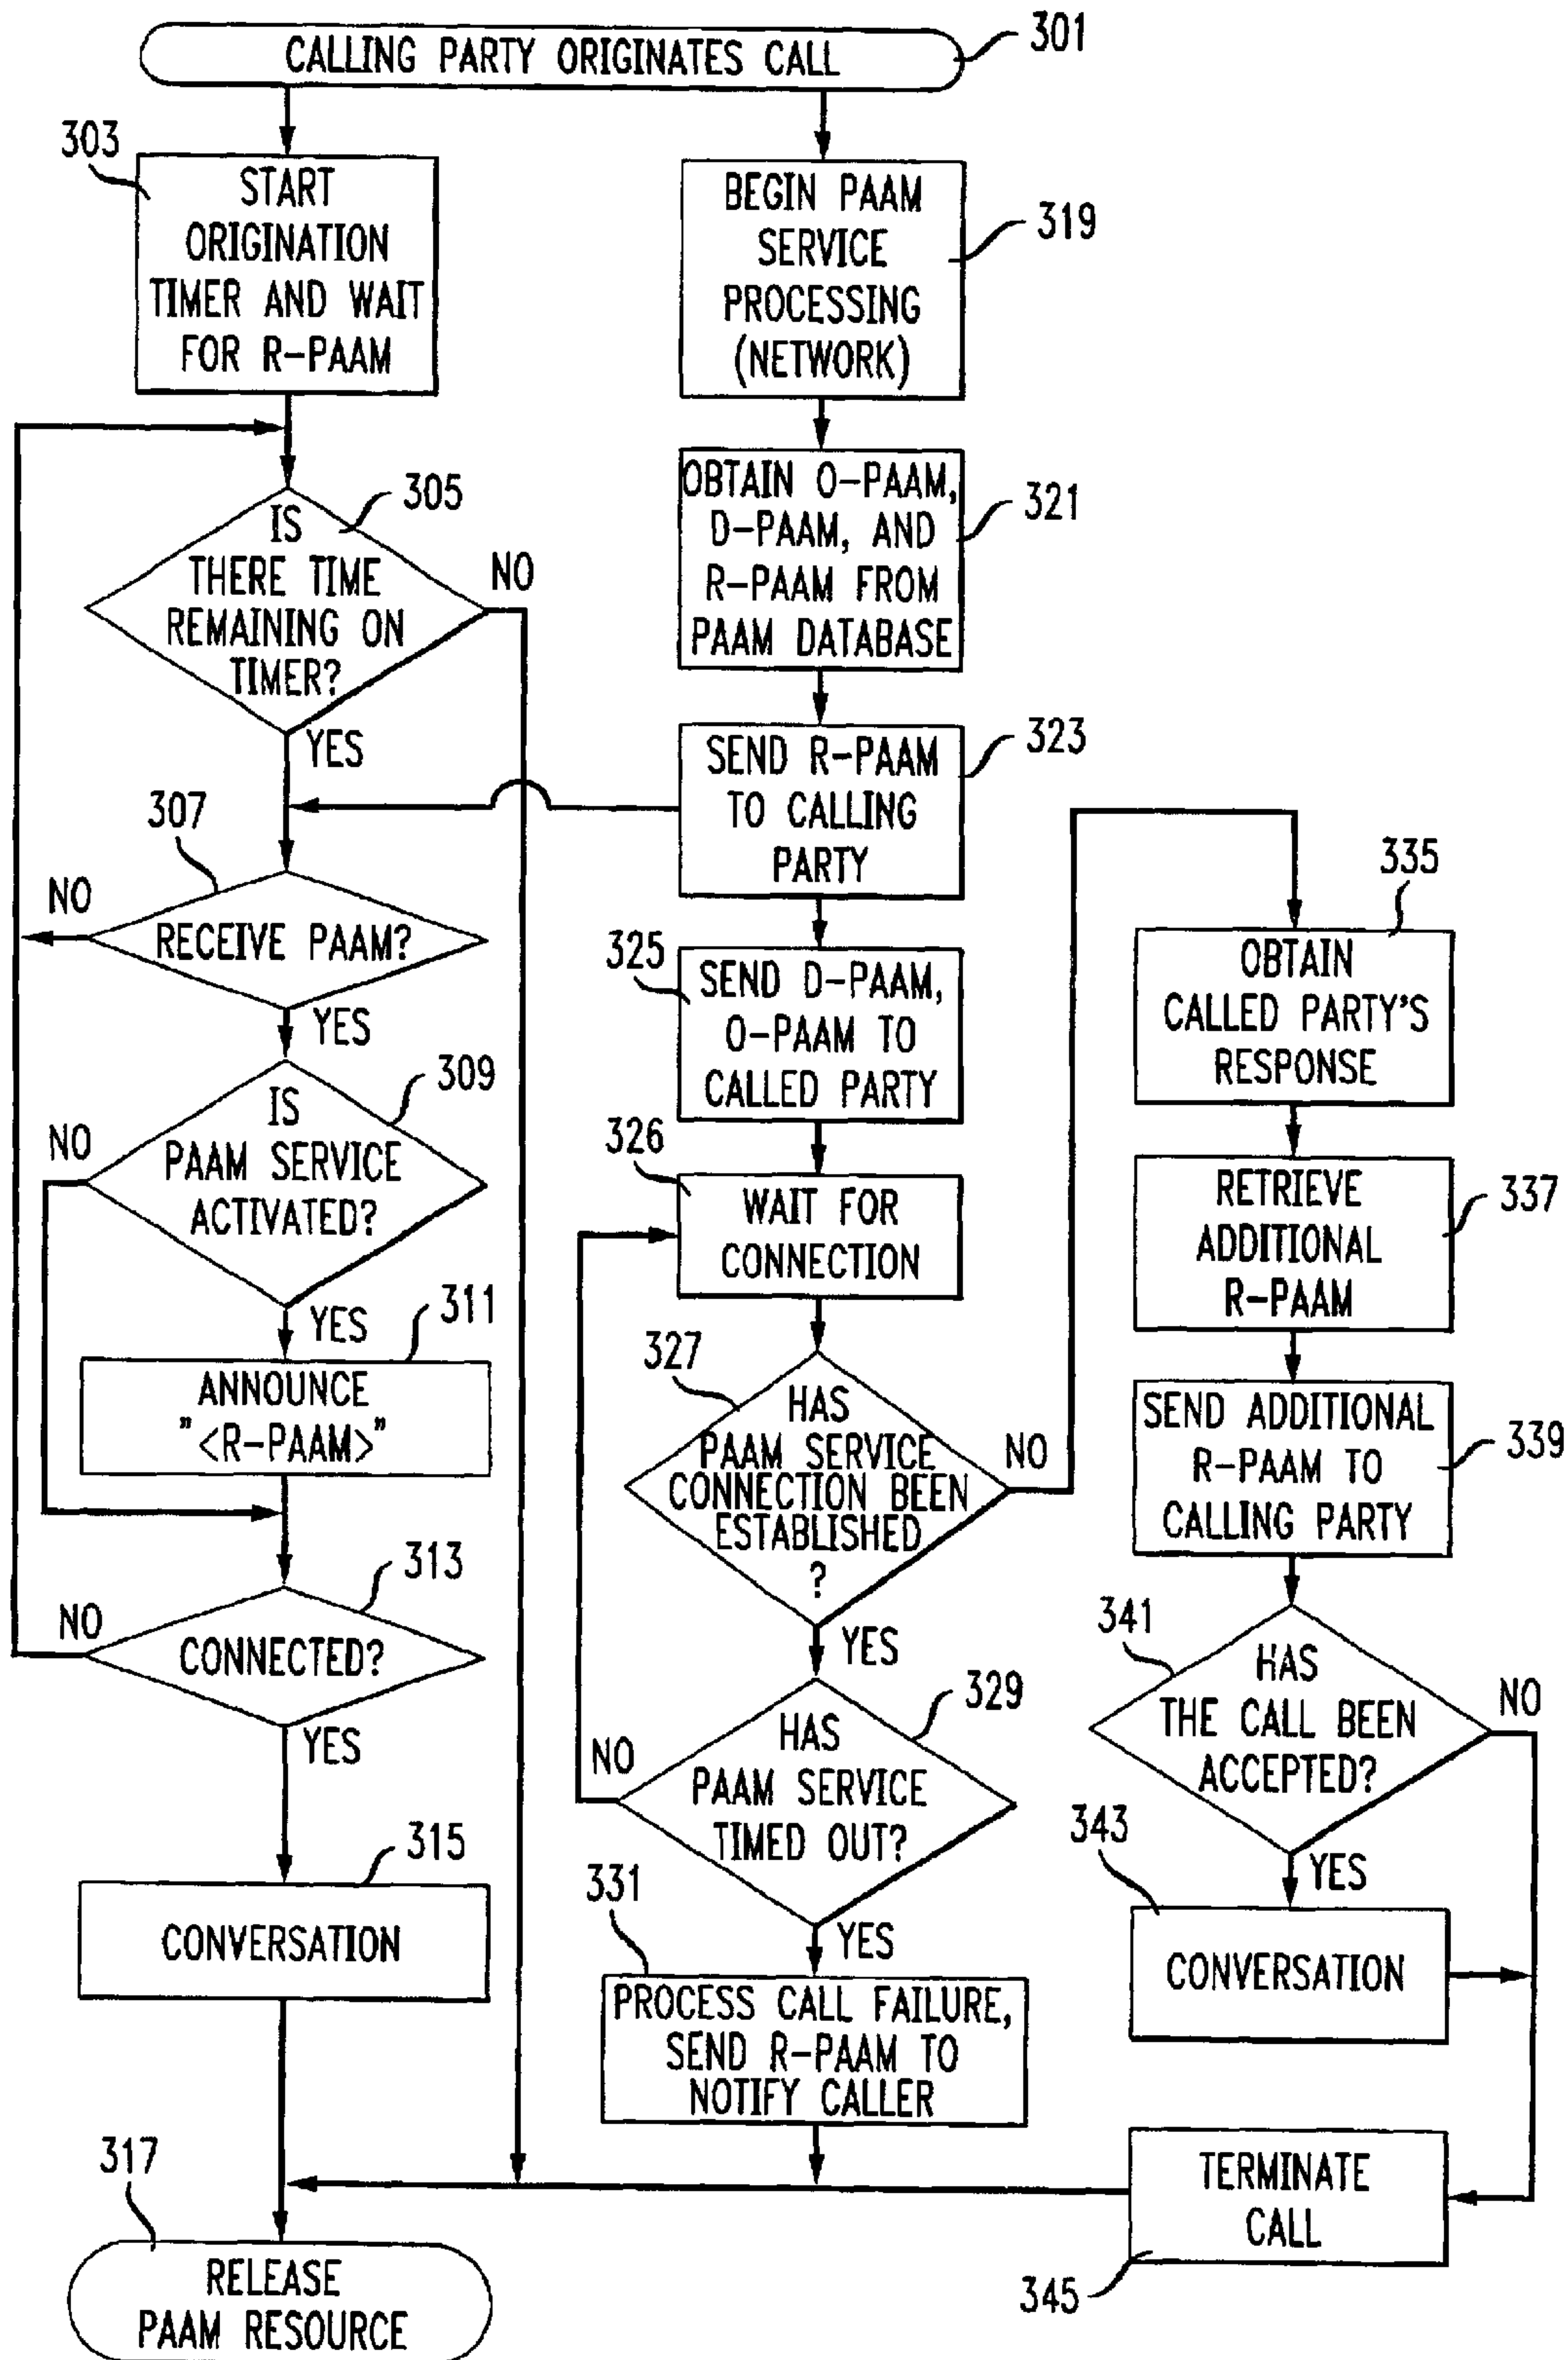 CALLING PARTY ORIGINATES CALL
301
303
START
ORIGINATION
TIMER AND WAIT
FOR R-PAAM
305
IS
THERE TIME
REMAINING ON
TIMER?
NO
YES
307
NO
RECEIVE PAAM?
YES
309
IS
PAAM SERVICE
ACTIVATED?
NO
YES
311
ANNOUNCE
"<R-PAAM>"
313
NO
CONNECTED?
YES
315
CONVERSATION
317
RELEASE
PAAM RESOURCE
BEGIN PAAM
SERVICE
PROCESSING
(NETWORK)
319
OBTAIN O-PAAM,
D-PAAM, AND
R-PAAM FROM
PAAM DATABASE
321
SEND R-PAAM
TO CALLING
PARTY
323
325
SEND D-PAAM,
O-PAAM TO
CALLED PARTY
326
WAIT FOR
CONNECTION
327
HAS
PAAM SERVICE
CONNECTION BEEN
ESTABLISHED
?
NO
YES
329
HAS
PAAM SERVICE
TIMED OUT?
NO
YES
331
PROCESS CALL FAILURE,
SEND R-PAAM TO
NOTIFY CALLER
335
OBTAIN
CALLED PARTY'S
RESPONSE
RETRIEVE
ADDITIONAL
R-PAAM
337
SEND ADDITIONAL
R-PAAM TO
CALLING PARTY
339
341
HAS
THE CALL BEEN
ACCEPTED?
NO
YES
343
CONVERSATION
TERMINATE
CALL
345